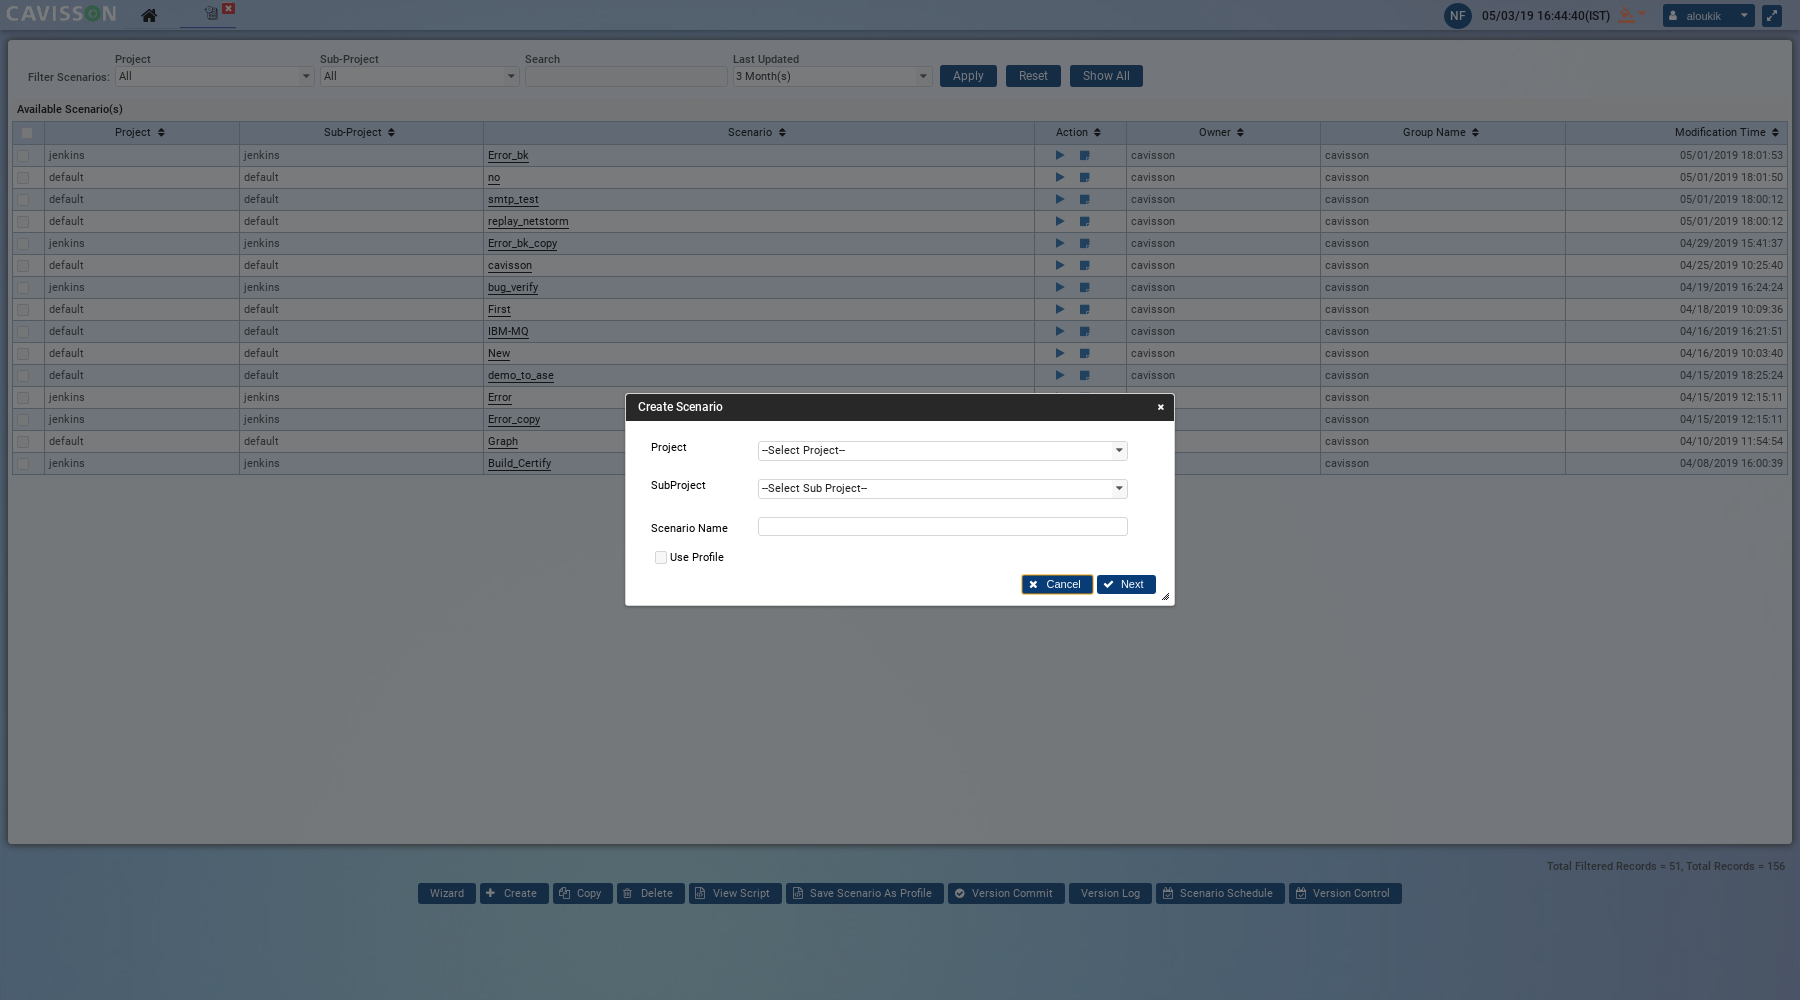 CAVISSON
NF 05/03/19 16:44:40(IST) aloukik
Filter Scenarios: Project All Sub-Project All Search Last Updated 3 Month(s) Apply Reset Show All
Available Scenario(s)
Project Sub-Project Scenario Action Owner Group Name Modification Time
jenkins jenkins Error_bk cavisson cavisson 05/01/2019 18:01:53
default default no cavisson cavisson 05/01/2019 18:01:50
default default smtp_test cavisson cavisson 05/01/2019 18:00:12
default default replay_netstorm cavisson cavisson 05/01/2019 18:00:12
jenkins jenkins Error_bk_copy cavisson cavisson 04/29/2019 15:41:37
default default cavisson cavisson cavisson 04/25/2019 10:25:40
jenkins jenkins bug_verify cavisson cavisson 04/19/2019 16:24:24
default default First cavisson cavisson 04/18/2019 10:09:36
default default IBM-MQ cavisson cavisson 04/16/2019 16:21:51
default default New cavisson cavisson 04/16/2019 10:03:40
default default demo_to_ase cavisson cavisson 04/15/2019 18:25:24
jenkins jenkins Error cavisson 04/15/2019 12:15:11
jenkins jenkins Error_copy cavisson 04/15/2019 12:15:11
default default Graph cavisson 04/10/2019 11:54:54
jenkins jenkins Build_Certify cavisson 04/08/2019 16:00:39
Create Scenario
Project --Select Project--
SubProject --Select Sub Project--
Scenario Name
Use Profile
Cancel Next
Total Filtered Records = 51, Total Records = 156
Wizard Create Copy Delete View Script Save Scenario As Profile Version Commit Version Log Scenario Schedule Version Control